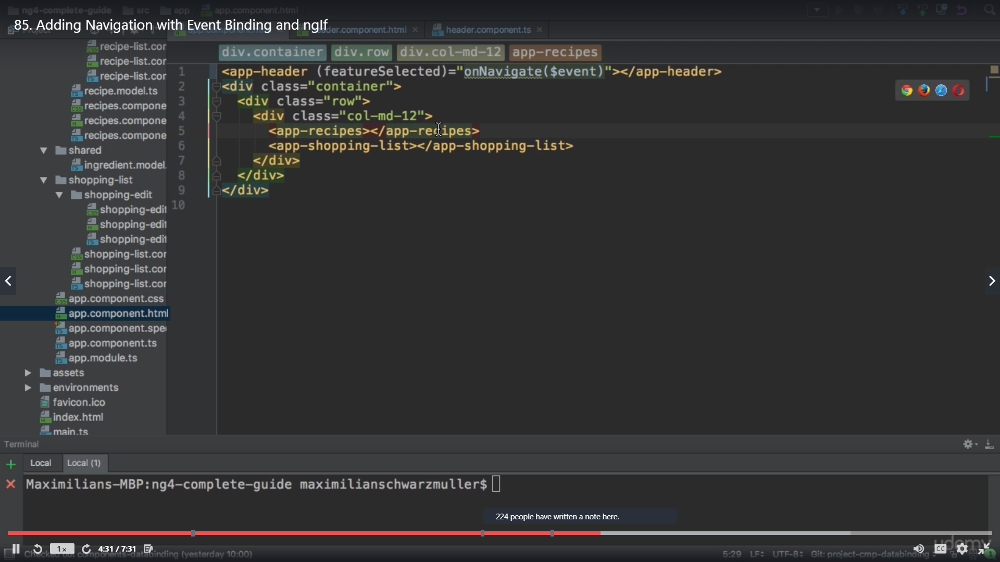 ng4-complete-guide src app app.component.html
85. Adding Navigation with Event Binding and ngIf
header.component.ts
div.container div.row div.col-md-12 app-recipes
recipe-list.cor
recipe-list.cor
recipe-list.cor
recipe.model.ts
recipes.compone
recipes.compone
recipes.compone
shared
ingredient.model.
shopping-list
shopping-edit
shopping-edit
shopping-edit
shopping-edit
shopping-list.cor
shopping-list.cor
shopping-list.cor
app.component.css
app.component.html
app.component.spe
app.component.ts
app.module.ts
assets
environments
favicon.ico
index.html
main.ts
1 <app-header (featureSelected)="onNavigate($event)"></app-header>
2 <div class="container">
3 <div class="row">
4 <div class="col-md-12">
5 <app-recipes></app-recipes>
6 <app-shopping-list></app-shopping-list>
7 </div>
8 </div>
9 </div>
10
Terminal
Local Local (1)
Maximilians-MBP:ng4-complete-guide maximilianschwarzmuller$
224 people have written a note here.
udemy
1x 4:31 / 7:31 CC
Checked out components-databinding (yesterday 10:00) 5:29 LF UTF-8 Git: project-cmp-databinding 1